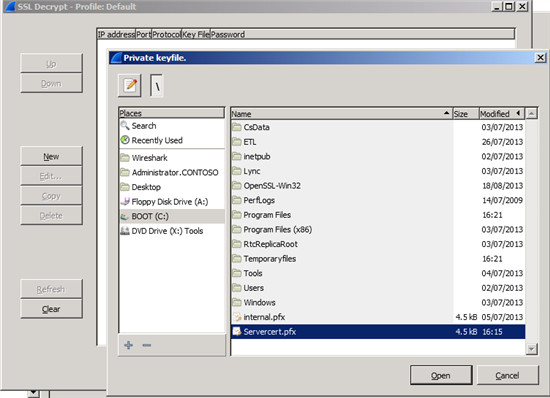 SSL Decrypt - Profile: Default
IP address Port Protocol Key File Password
Up
Down
New
Edit...
Copy
Delete
Refresh
Clear
Private keyfile.
\
Places
Search
Recently Used
Wireshark
Administrator.CONTOSO
Desktop
Floppy Disk Drive (A:)
BOOT (C:)
DVD Drive (X:) Tools
Name Size Modified
CsData 03/07/2013
ETL 26/07/2013
inetpub 02/07/2013
Lync 03/07/2013
OpenSSL-Win32 18/08/2013
PerfLogs 14/07/2009
Program Files 16:21
Program Files (x86) 03/07/2013
RtcReplicaRoot 03/07/2013
Temporaryfiles 16:21
Tools 04/07/2013
Users 02/07/2013
Windows 03/07/2013
internal.pfx 4.5 kB 05/07/2013
Servercert.pfx 4.5 kB 16:15
Open
Cancel